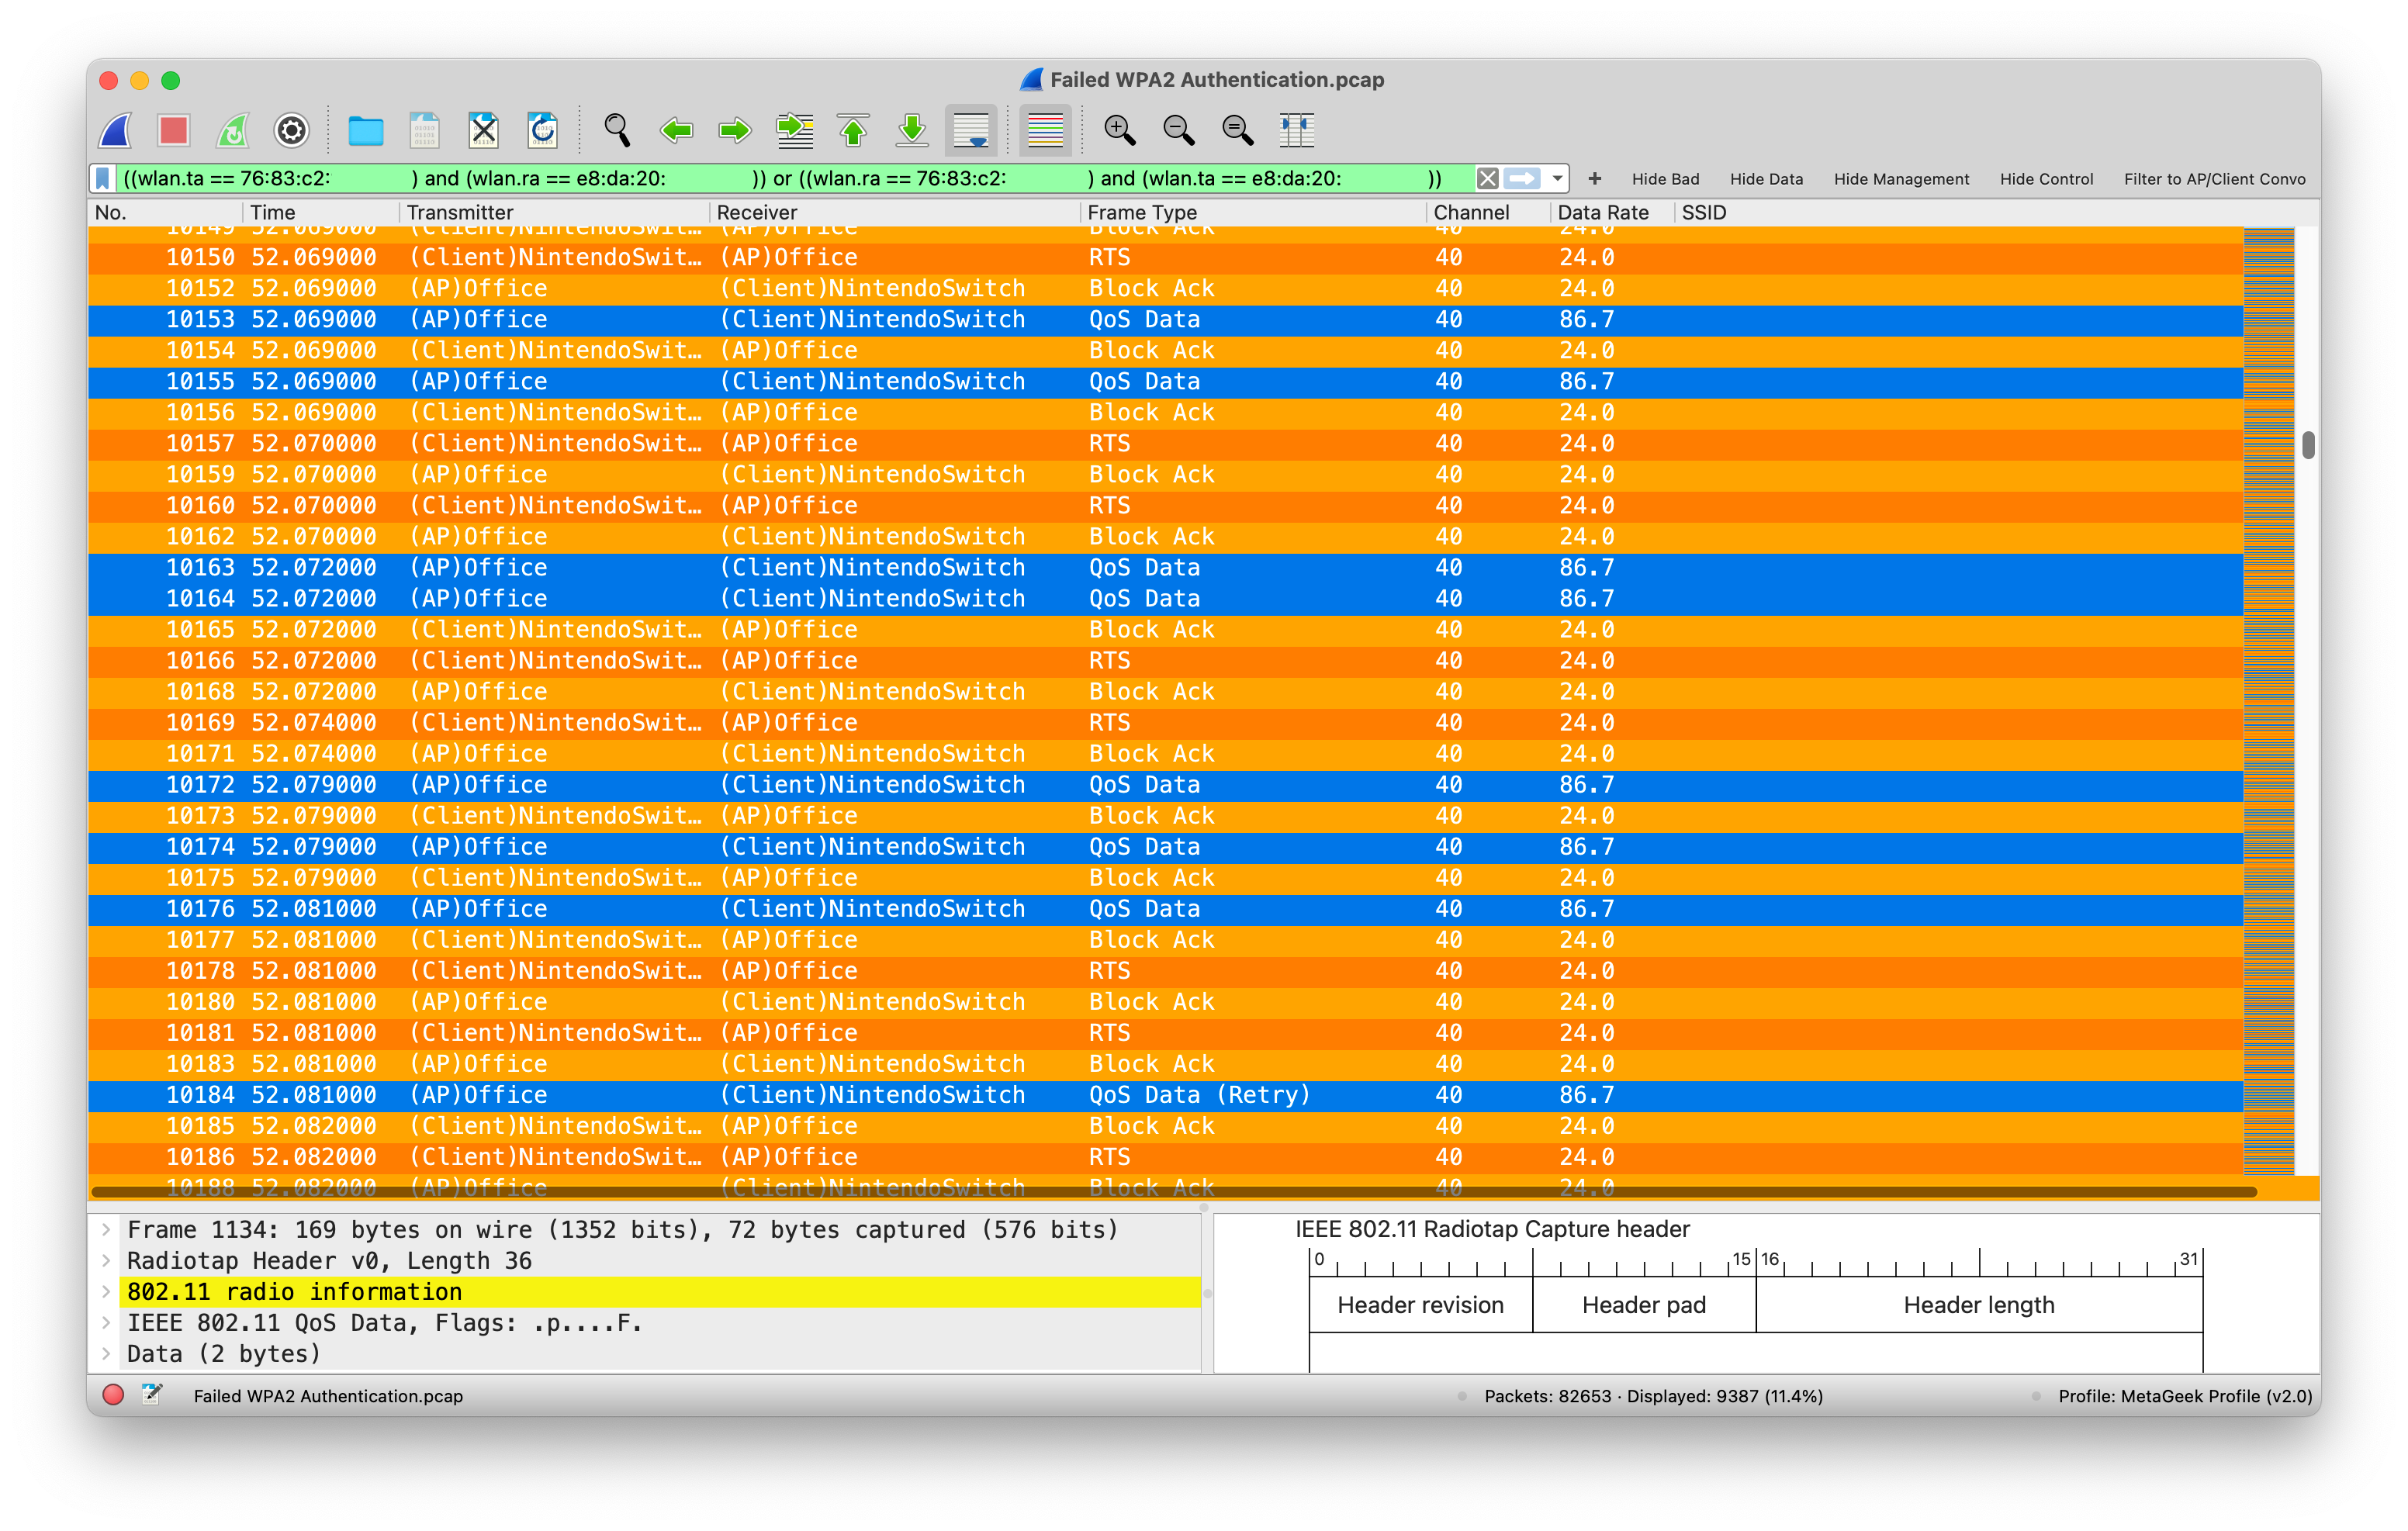 Failed WPA2 Authentication.pcap
((wlan.ta == 76:83:c2: ) and (wlan.ra == e8:da:20: )) or ((wlan.ra == 76:83:c2: ) and (wlan.ta == e8:da:20: )) + Hide Bad Hide Data Hide Management Hide Control Filter to AP/Client Convo
No. Time Transmitter Receiver Frame Type Channel Data Rate SSID
10149 52.069000 (Client)NintendoSwit… (AP)Office Block Ack 40 24.0
10150 52.069000 (Client)NintendoSwit… (AP)Office RTS 40 24.0
10152 52.069000 (AP)Office (Client)NintendoSwitch Block Ack 40 24.0
10153 52.069000 (AP)Office (Client)NintendoSwitch QoS Data 40 86.7
10154 52.069000 (Client)NintendoSwit… (AP)Office Block Ack 40 24.0
10155 52.069000 (AP)Office (Client)NintendoSwitch QoS Data 40 86.7
10156 52.069000 (Client)NintendoSwit… (AP)Office Block Ack 40 24.0
10157 52.070000 (Client)NintendoSwit… (AP)Office RTS 40 24.0
10159 52.070000 (AP)Office (Client)NintendoSwitch Block Ack 40 24.0
10160 52.070000 (Client)NintendoSwit… (AP)Office RTS 40 24.0
10162 52.070000 (AP)Office (Client)NintendoSwitch Block Ack 40 24.0
10163 52.072000 (AP)Office (Client)NintendoSwitch QoS Data 40 86.7
10164 52.072000 (AP)Office (Client)NintendoSwitch QoS Data 40 86.7
10165 52.072000 (Client)NintendoSwit… (AP)Office Block Ack 40 24.0
10166 52.072000 (Client)NintendoSwit… (AP)Office RTS 40 24.0
10168 52.072000 (AP)Office (Client)NintendoSwitch Block Ack 40 24.0
10169 52.074000 (Client)NintendoSwit… (AP)Office RTS 40 24.0
10171 52.074000 (AP)Office (Client)NintendoSwitch Block Ack 40 24.0
10172 52.079000 (AP)Office (Client)NintendoSwitch QoS Data 40 86.7
10173 52.079000 (Client)NintendoSwit… (AP)Office Block Ack 40 24.0
10174 52.079000 (AP)Office (Client)NintendoSwitch QoS Data 40 86.7
10175 52.079000 (Client)NintendoSwit… (AP)Office Block Ack 40 24.0
10176 52.081000 (AP)Office (Client)NintendoSwitch QoS Data 40 86.7
10177 52.081000 (Client)NintendoSwit… (AP)Office Block Ack 40 24.0
10178 52.081000 (Client)NintendoSwit… (AP)Office RTS 40 24.0
10180 52.081000 (AP)Office (Client)NintendoSwitch Block Ack 40 24.0
10181 52.081000 (Client)NintendoSwit… (AP)Office RTS 40 24.0
10183 52.081000 (AP)Office (Client)NintendoSwitch Block Ack 40 24.0
10184 52.081000 (AP)Office (Client)NintendoSwitch QoS Data (Retry) 40 86.7
10185 52.082000 (Client)NintendoSwit… (AP)Office Block Ack 40 24.0
10186 52.082000 (Client)NintendoSwit… (AP)Office RTS 40 24.0
10188 52.082000 (AP)Office (Client)NintendoSwitch Block Ack 40 24.0
Frame 1134: 169 bytes on wire (1352 bits), 72 bytes captured (576 bits)
Radiotap Header v0, Length 36
802.11 radio information
IEEE 802.11 QoS Data, Flags: .p....F.
Data (2 bytes)
IEEE 802.11 Radiotap Capture header
0 15 16 31
Header revision Header pad Header length
Failed WPA2 Authentication.pcap Packets: 82653 · Displayed: 9387 (11.4%) Profile: MetaGeek Profile (v2.0)